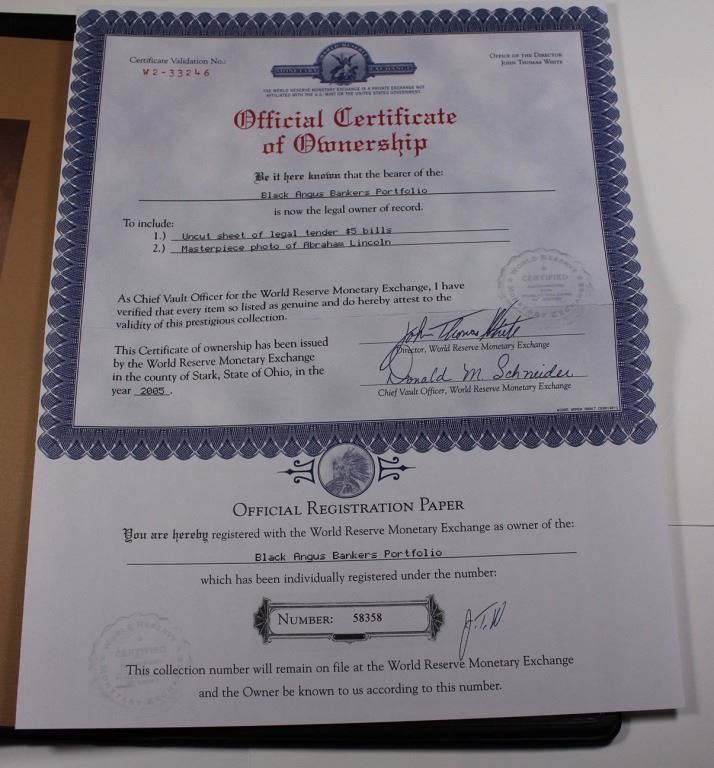 Certificate Validation No.:
W2-33246
OFFICE OF THE DIRECTOR
JOHN THOMAS WHITE
WORLD RESERVE
MONETARY EXCHANGE
THE WORLD RESERVE MONETARY EXCHANGE IS A PRIVATE EXCHANGE NOT
AFFILIATED WITH THE U.S. MINT OR THE UNITED STATES GOVERNMENT.
Official Certificate
of Ownership
Be it here known that the bearer of the:
Black Angus Bankers Portfolio
is now the legal owner of record.
To include:
1.) Uncut sheet of legal tender $5 bills
2.) Masterpiece photo of Abraham Lincoln
WORLD RESERVE
CERTIFIED
MONETARY EXCHANGE
As Chief Vault Officer for the World Reserve Monetary Exchange, I have
verified that every item so listed as genuine and do hereby attest to the
validity of this prestigious collection.
John Thomas White
Director, World Reserve Monetary Exchange
This Certificate of ownership has been issued
by the World Reserve Monetary Exchange
in the county of Stark, State of Ohio, in the
year 2005.
Donald M. Schneider
Chief Vault Officer, World Reserve Monetary Exchange
OFFICIAL REGISTRATION PAPER
You are hereby registered with the World Reserve Monetary Exchange as owner of the:
Black Angus Bankers Portfolio
which has been individually registered under the number:
NUMBER: 58358
J.T.W.
WORLD RESERVE
CERTIFIED
MONETARY EXCHANGE
This collection number will remain on file at the World Reserve Monetary Exchange
and the Owner be known to us according to this number.